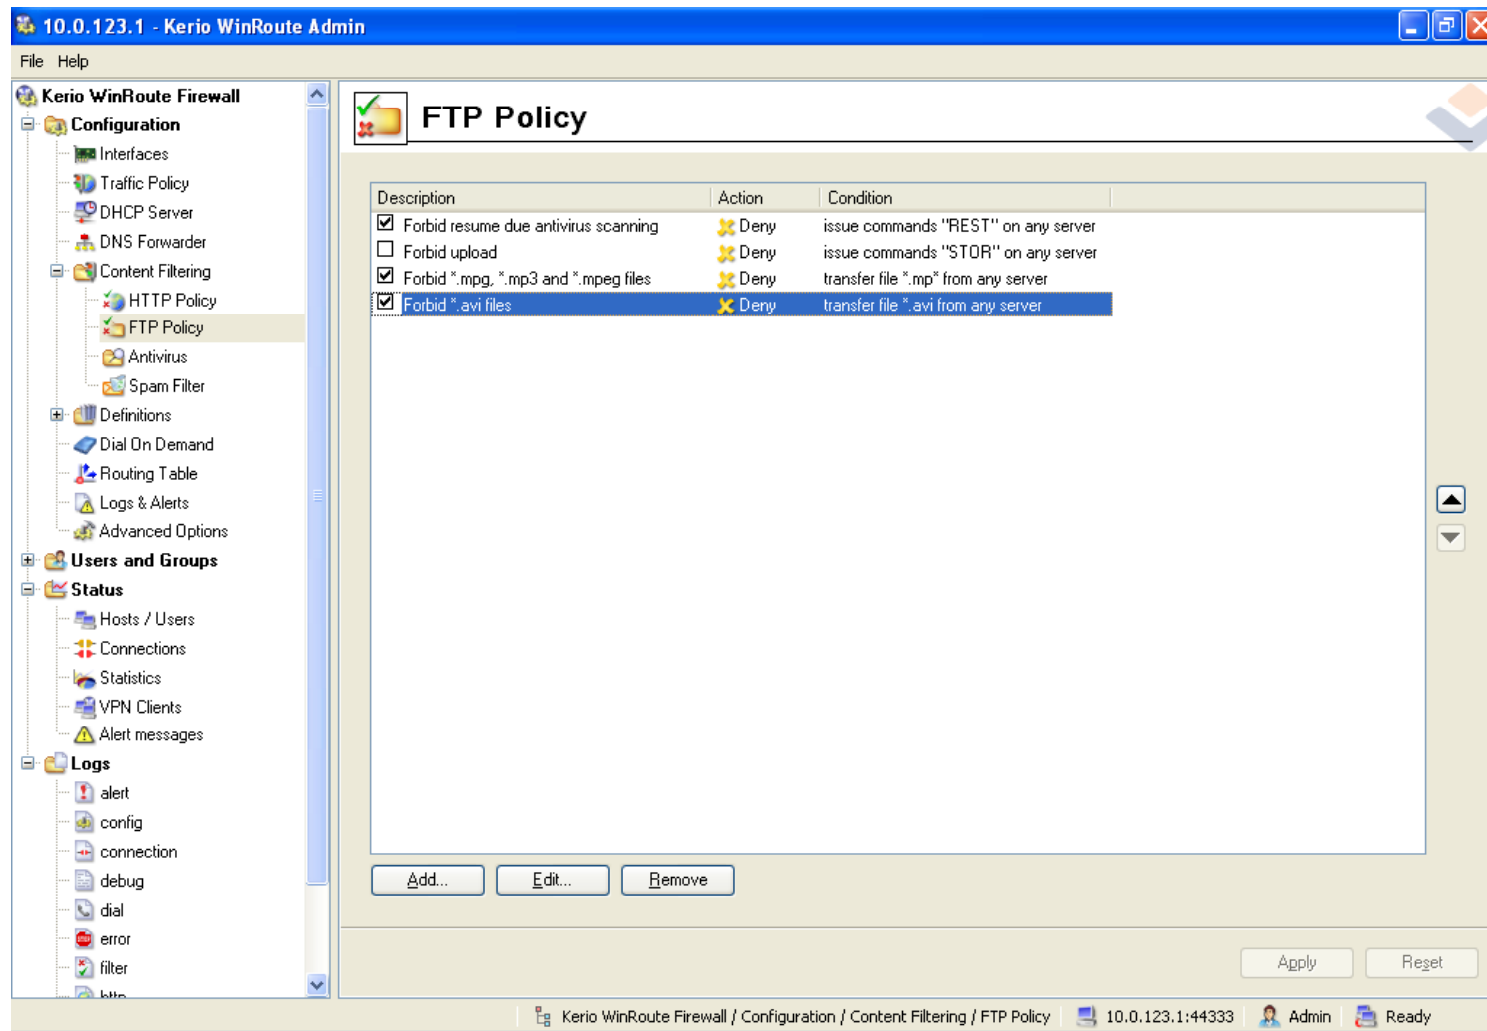 10.0.123.1 - Kerio WinRoute Admin
File Help
Kerio WinRoute Firewall
Configuration
Interfaces
Traffic Policy
DHCP Server
DNS Forwarder
Content Filtering
HTTP Policy
FTP Policy
Antivirus
Spam Filter
Definitions
Dial On Demand
Routing Table
Logs & Alerts
Advanced Options
Users and Groups
Status
Hosts / Users
Connections
Statistics
VPN Clients
Alert messages
Logs
alert
config
connection
debug
dial
error
filter
http
FTP Policy
Description Action Condition
Forbid resume due antivirus scanning Deny issue commands "REST" on any server
Forbid upload Deny issue commands "STOR" on any server
Forbid *.mpg, *.mp3 and *.mpeg files Deny transfer file *.mp* from any server
Forbid *.avi files Deny transfer file *.avi from any server
Add... Edit... Remove
Apply Reset
Kerio WinRoute Firewall / Configuration / Content Filtering / FTP Policy 10.0.123.1:44333 Admin Ready